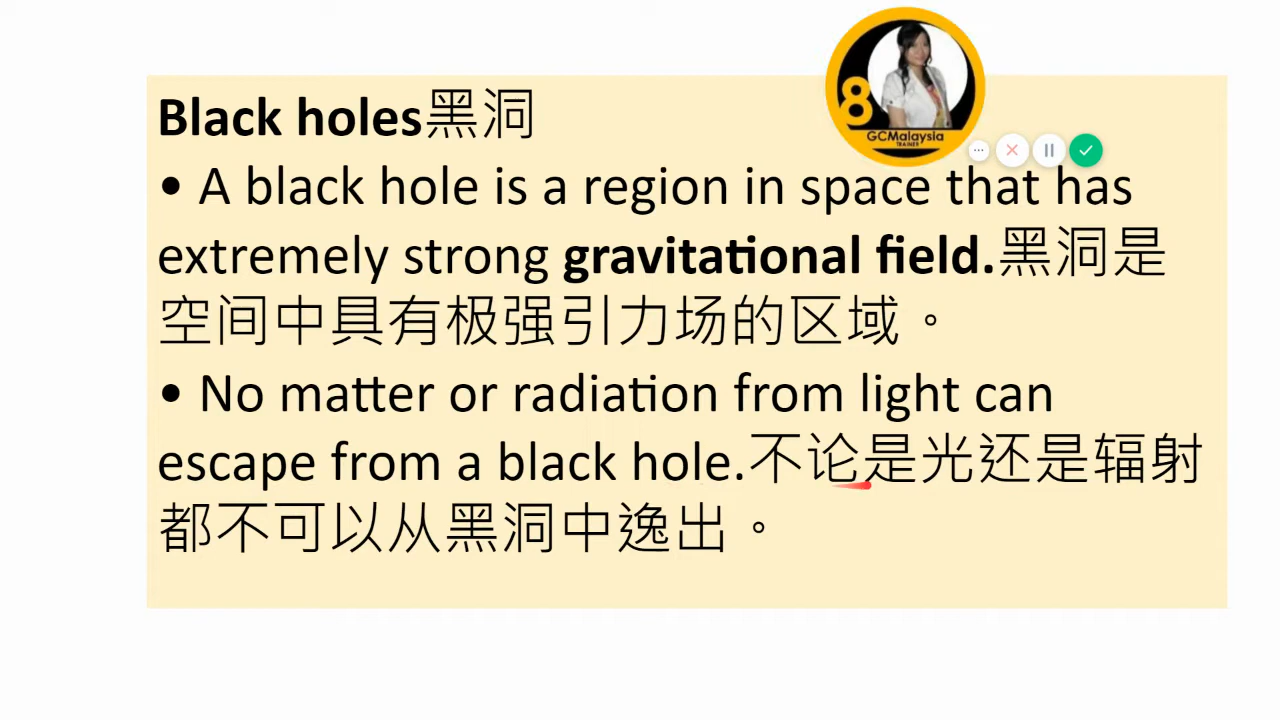 Black holes黑洞
• A black hole is a region in space that has
extremely strong gravitational field.黑洞是
空间中具有极强引力场的区域。
• No matter or radiation from light can
escape from a black hole.不论是光还是辐射
都不可以从黑洞中逸出。
8
GCMalaysia
TRAINER